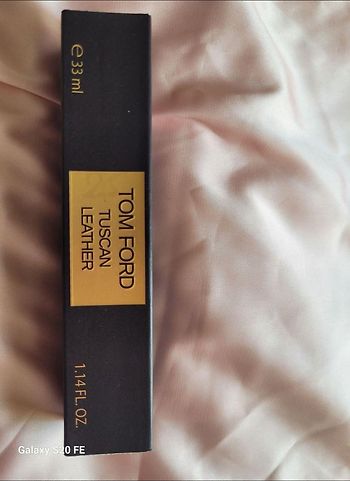 ℮ 33 ml
TOM FORD
TUSCAN
LEATHER
1.14 FL. OZ.
Galaxy S20 FE